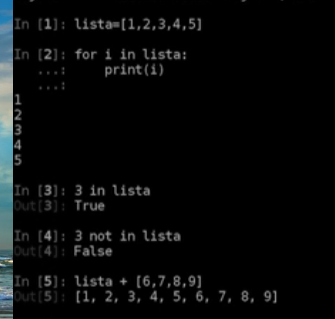 In [1]: lista=[1,2,3,4,5]
In [2]: for i in lista:
   ...:     print(i)
   ...:
1
2
3
4
5
In [3]: 3 in lista
Out[3]: True
In [4]: 3 not in lista
Out[4]: False
In [5]: lista + [6,7,8,9]
Out[5]: [1, 2, 3, 4, 5, 6, 7, 8, 9]